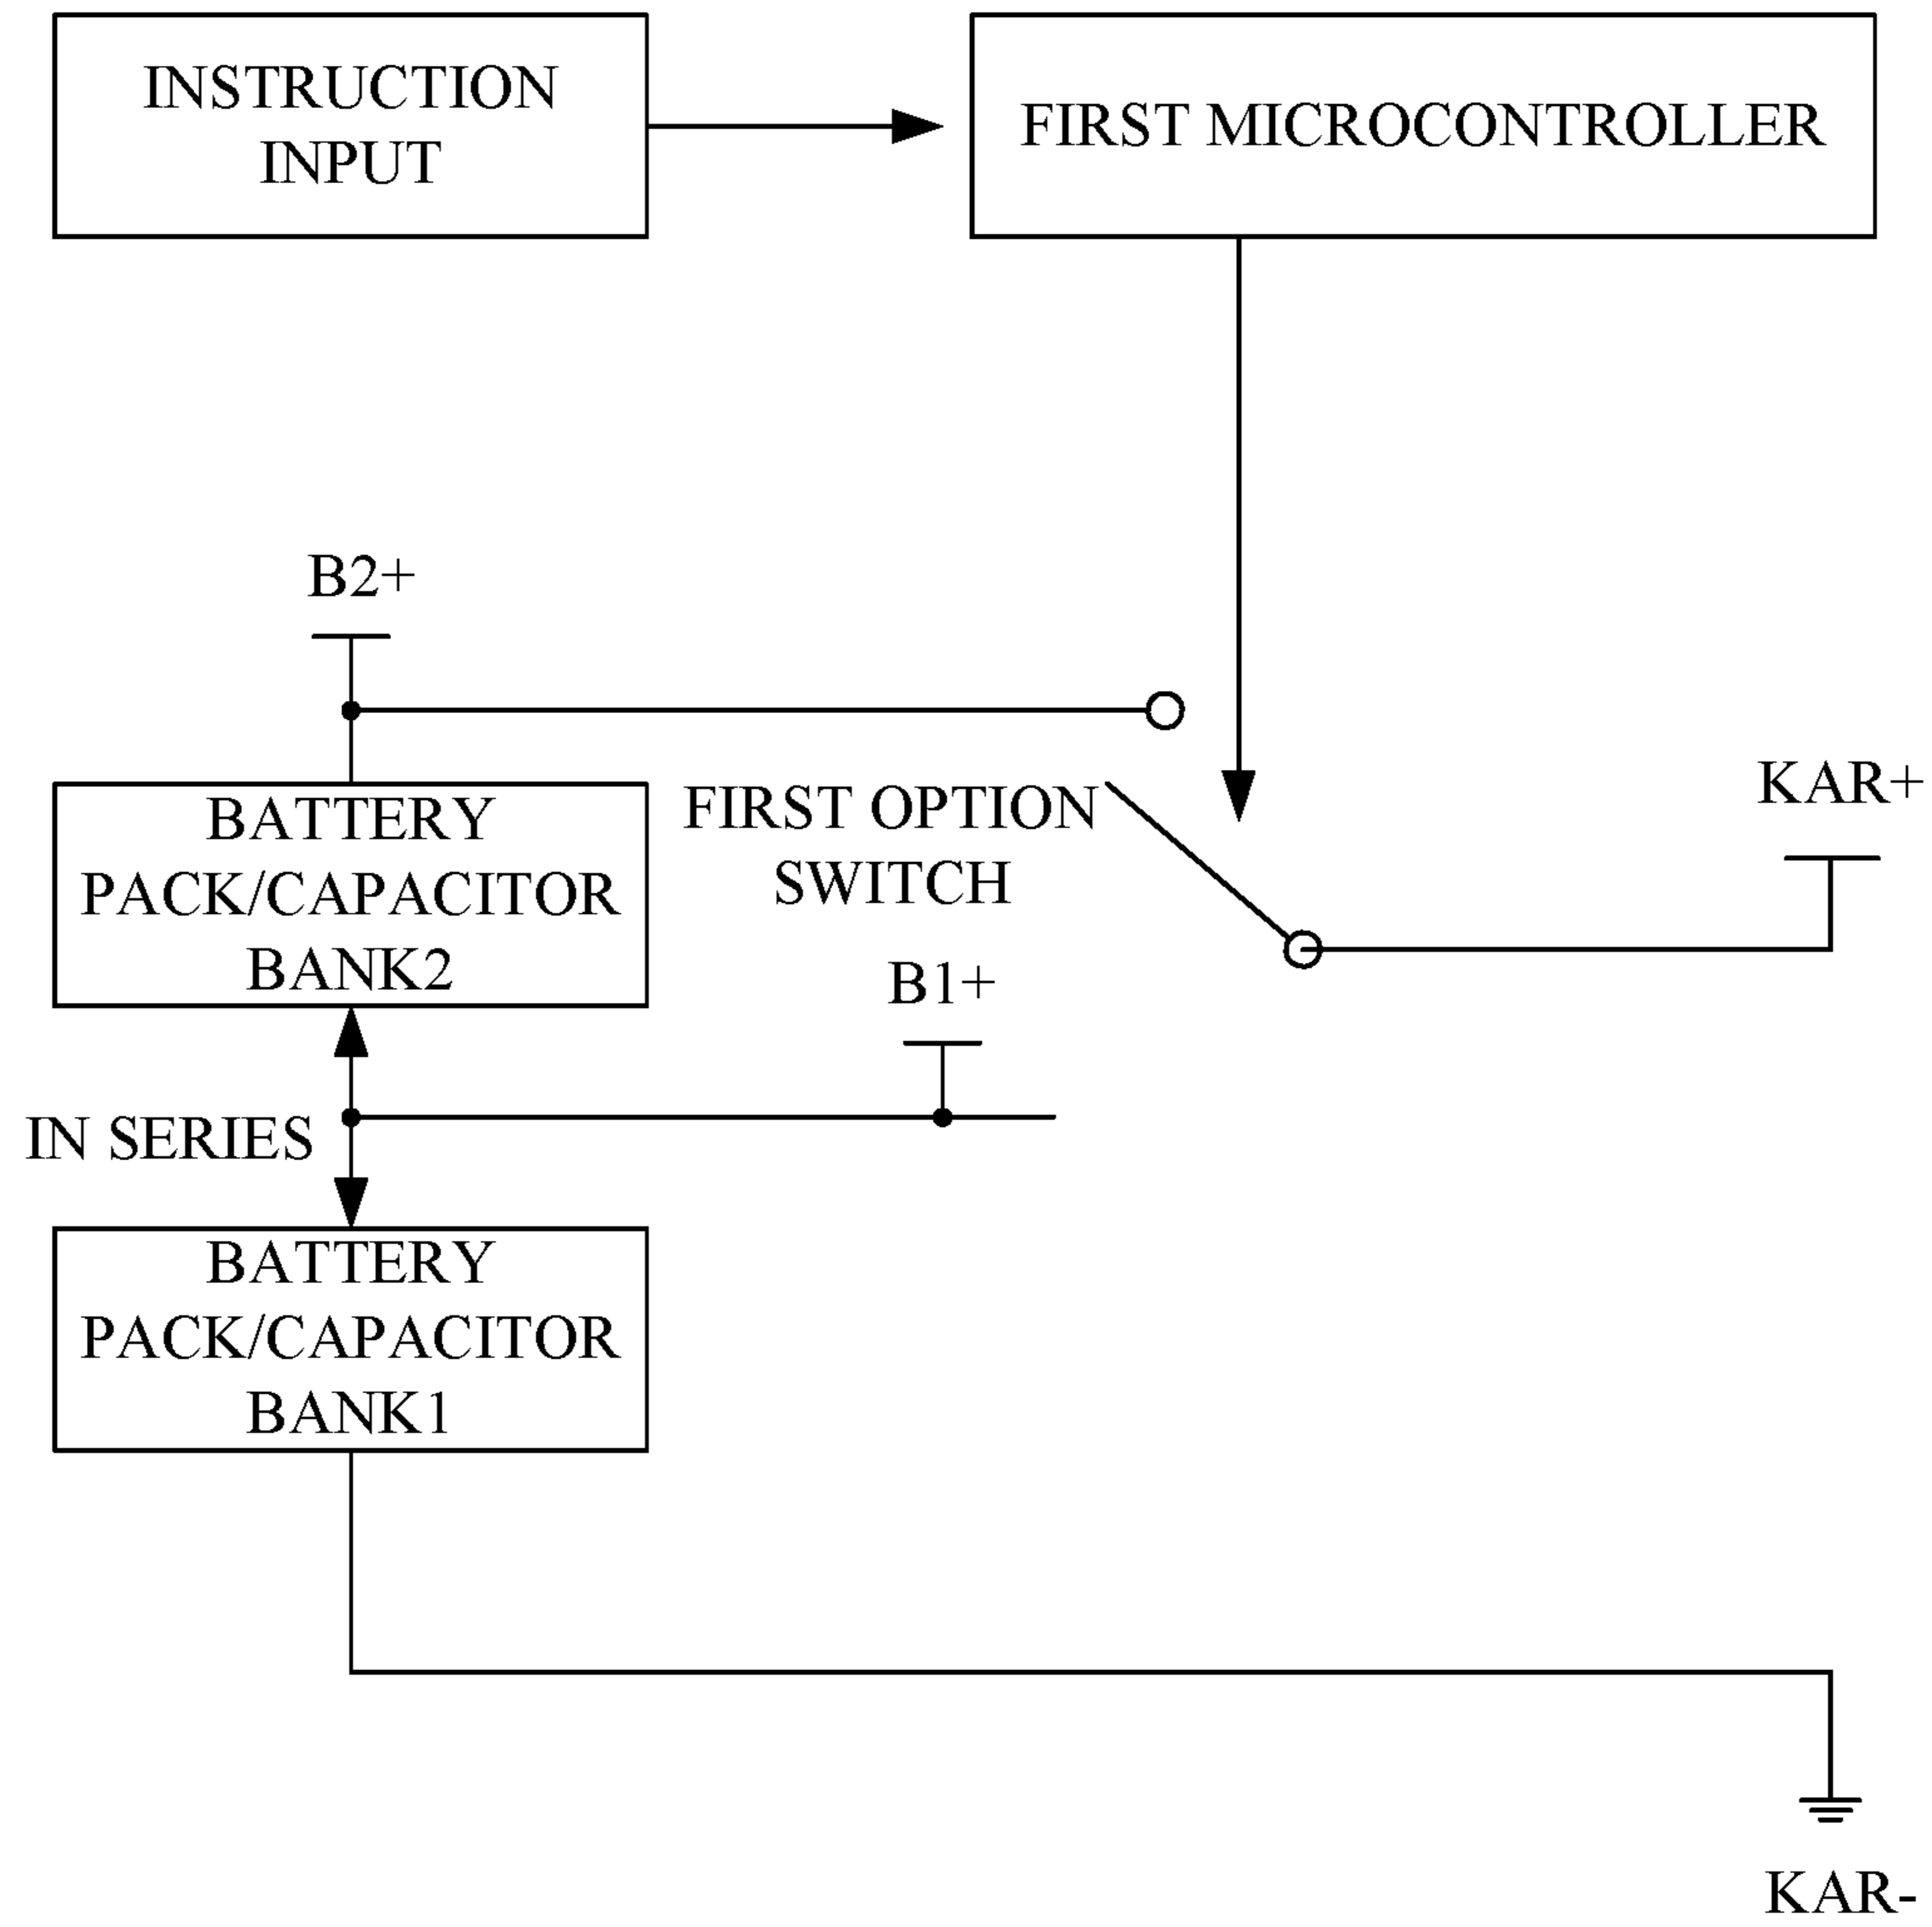 INSTRUCTION
INPUT
FIRST MICROCONTROLLER
B2+
BATTERY
PACK/CAPACITOR
BANK2
FIRST OPTION
SWITCH
KAR+
B1+
IN SERIES
BATTERY
PACK/CAPACITOR
BANK1
KAR-